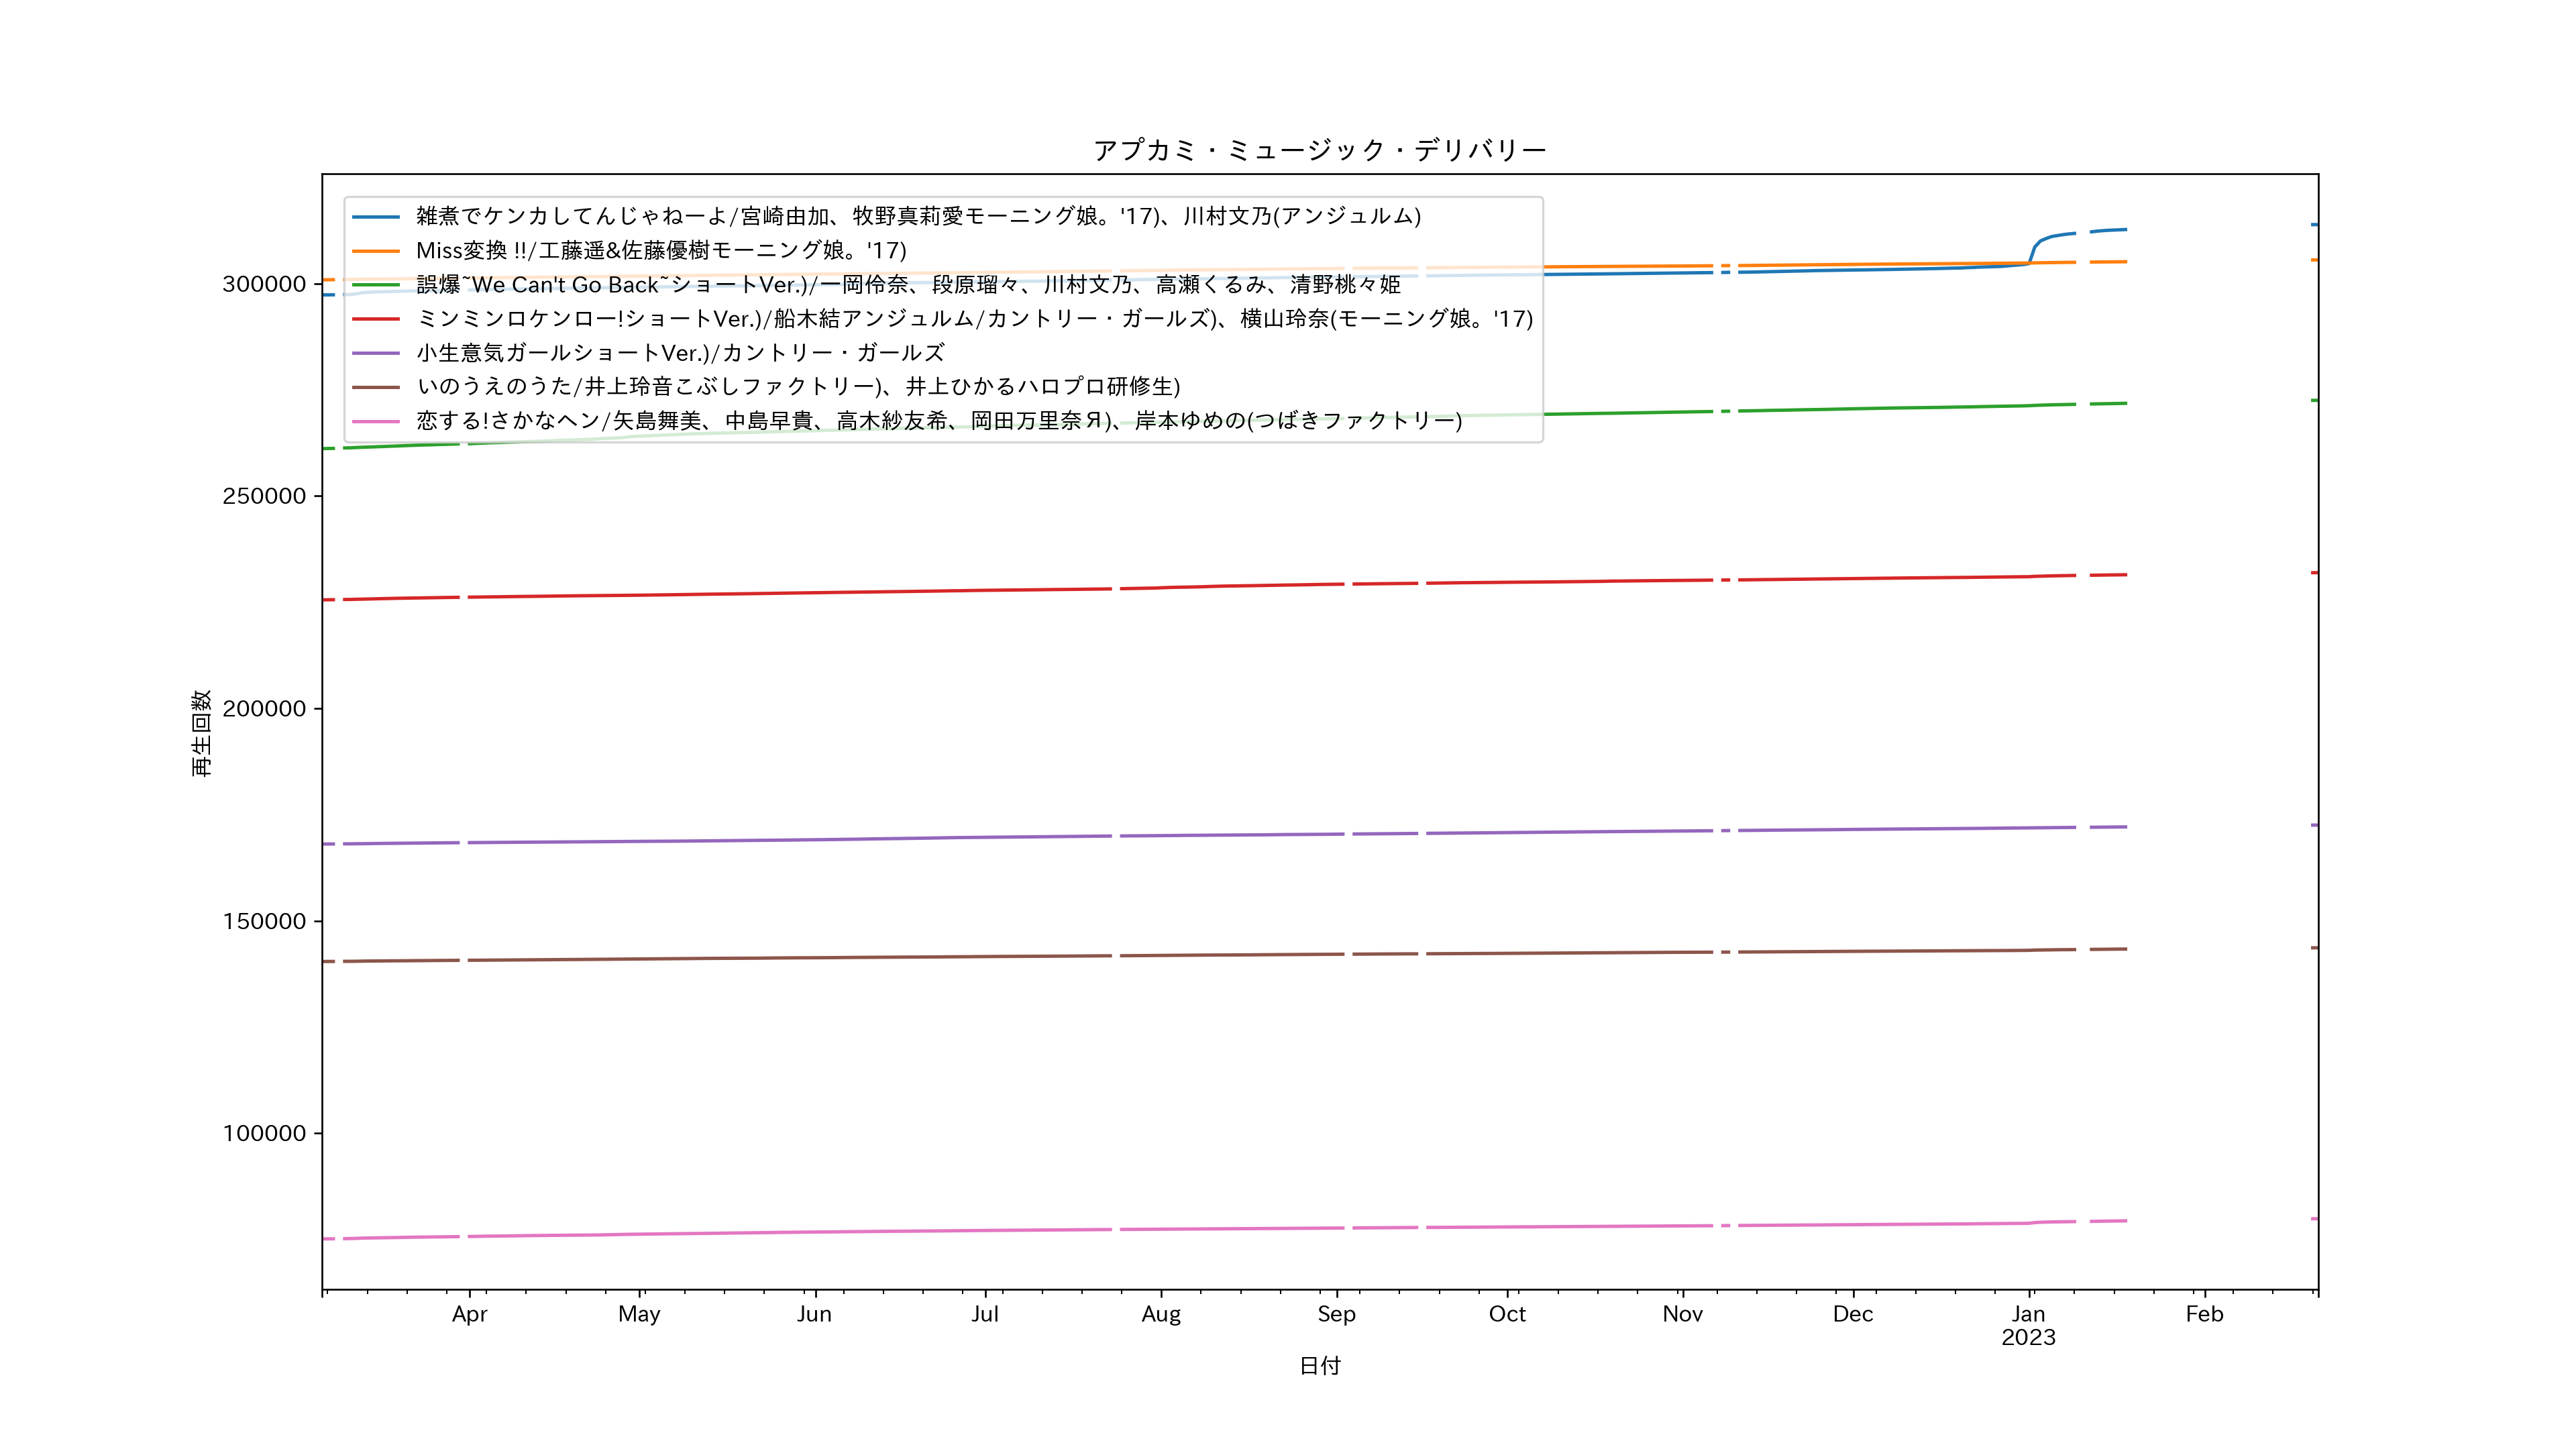 アプカミ・ミュージック・デリバリー
雑煮でケンカしてんじゃねーよ/宮崎由加、牧野真莉愛モーニング娘。'17)、川村文乃(アンジュルム)
Miss変換 !!/工藤遥&佐藤優樹モーニング娘。'17)
誤爆~We Can't Go Back~ショートVer.)/一岡伶奈、段原瑠々、川村文乃、高瀬くるみ、清野桃々姫
ミンミンロケンロー!ショートVer.)/船木結アンジュルム/カントリー・ガールズ)、横山玲奈(モーニング娘。'17)
小生意気ガールショートVer.)/カントリー・ガールズ
いのうえのうた/井上玲音こぶしファクトリー)、井上ひかるハロプロ研修生)
恋する!さかなヘン/矢島舞美、中島早貴、高木紗友希、岡田万里奈Я)、岸本ゆめの(つばきファクトリー)
300000
250000
200000
150000
100000
再生回数
Apr May Jun Jul Aug Sep Oct Nov Dec Jan Feb
2023
日付